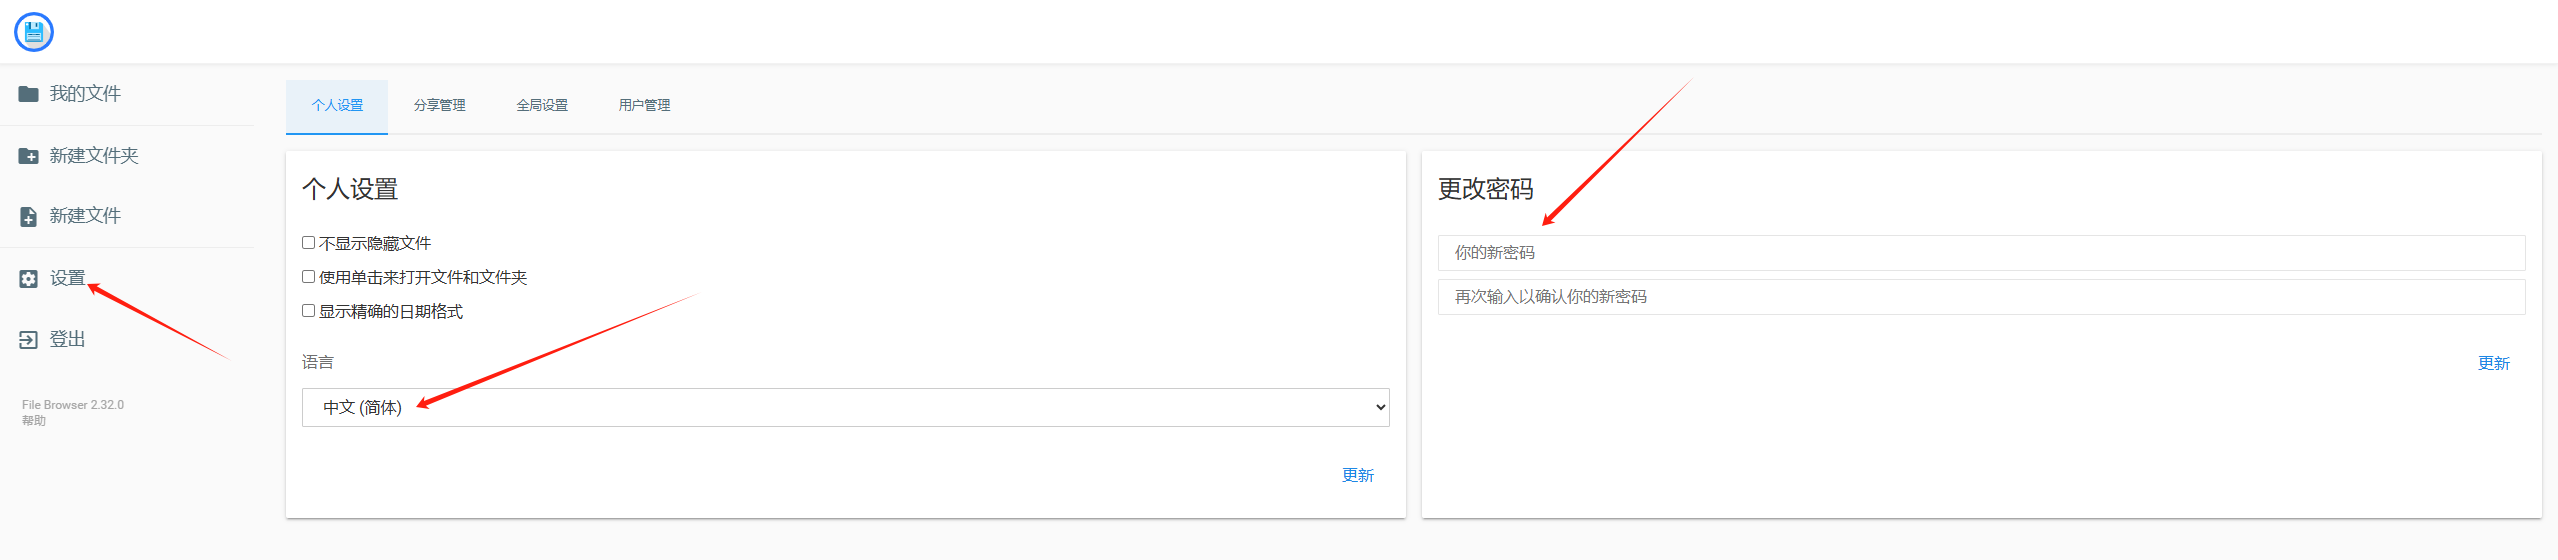 我的文件
新建文件夹
新建文件
设置
登出
File Browser 2.32.0
帮助
个人设置 分享管理 全局设置 用户管理
个人设置
不显示隐藏文件
使用单击来打开文件和文件夹
显示精确的日期格式
语言
中文 (简体)
更新
更改密码
你的新密码
再次输入以确认你的新密码
更新